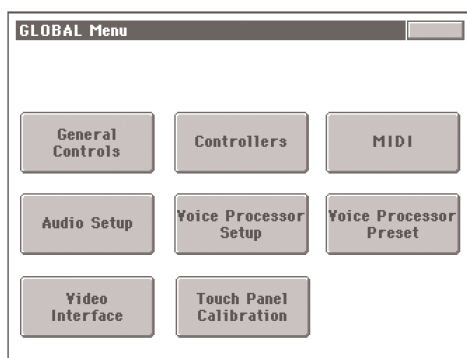 GLOBAL Menu
General
Controls
Controllers
MIDI
Audio Setup
Voice Processor
Setup
Voice Processor
Preset
Video
Interface
Touch Panel
Calibration